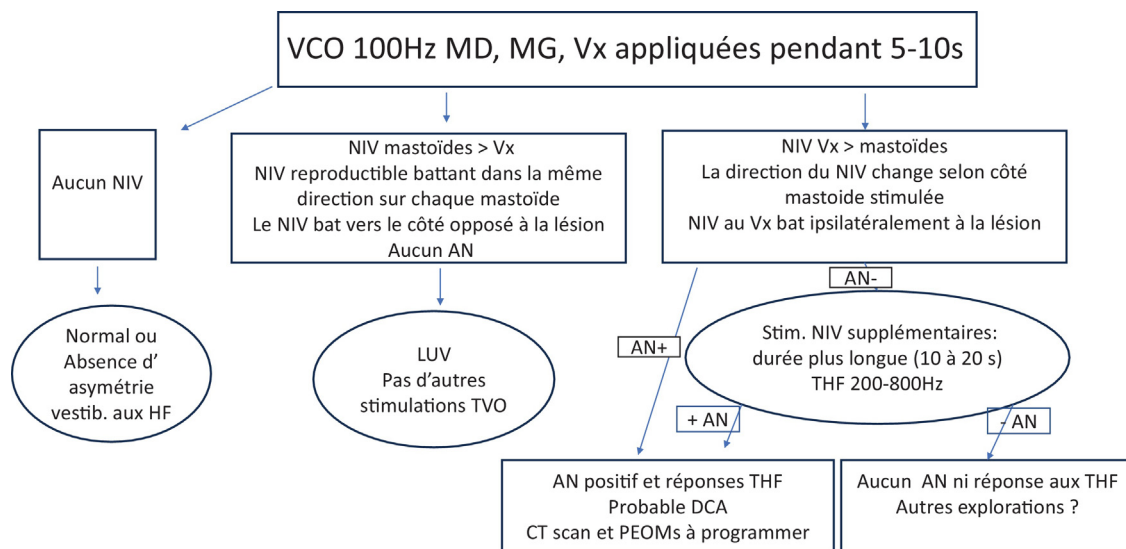 VCO 100Hz MD, MG, Vx appliquées pendant 5-10s
Aucun NIV
NIV mastoïdes > Vx
NIV reproductible battant dans la même
direction sur chaque mastoïde
Le NIV bat vers le côté opposé à la lésion
Aucun AN
NIV Vx > mastoïdes
La direction du NIV change selon côté
mastoide stimulée
NIV au Vx bat ipsilatéralement à la lésion
AN-
AN+
Normal ou
Absence d’
asymétrie
vestib. aux HF
LUV
Pas d’autres
stimulations TVO
Stim. NIV supplémentaires:
durée plus longue (10 à 20 s)
THF 200-800Hz
+ AN
- AN
AN positif et réponses THF
Probable DCA
CT scan et PEOMs à programmer
Aucun AN ni réponse aux THF
Autres explorations ?